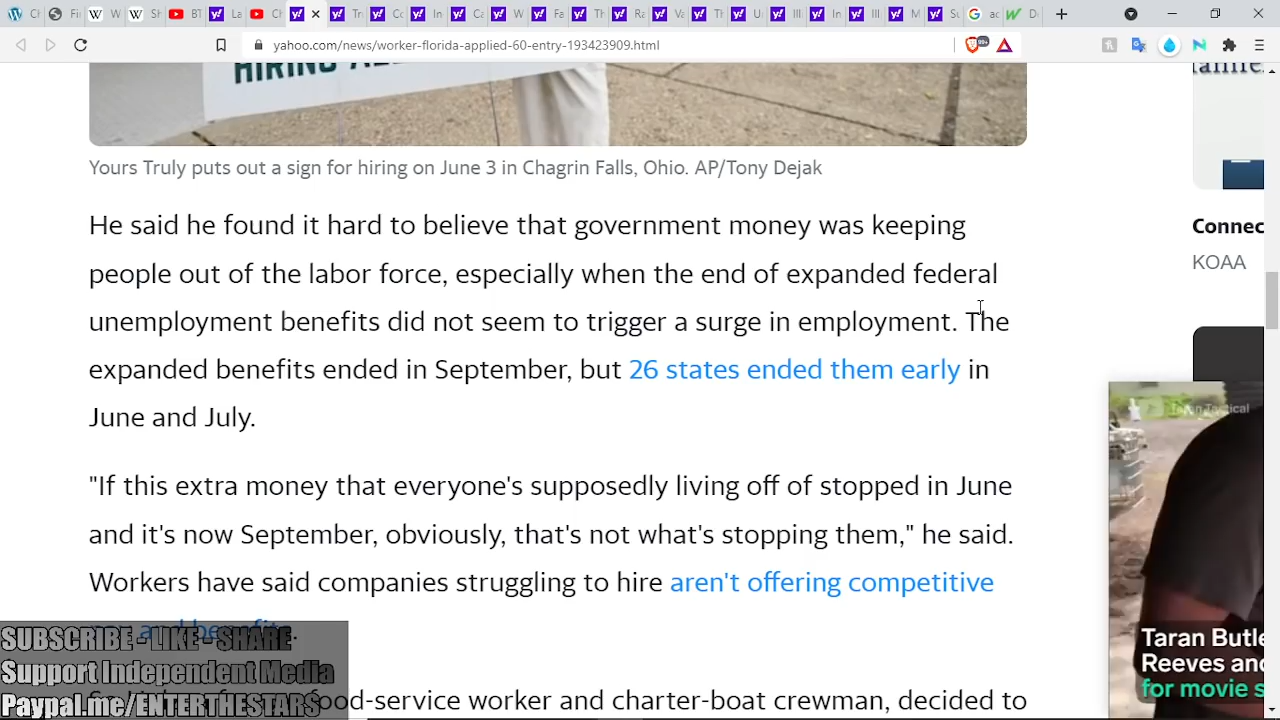 yahoo.com/news/worker-florida-applied-60-entry-193423909.html
99+
HIRING
Yours Truly puts out a sign for hiring on June 3 in Chagrin Falls, Ohio. AP/Tony Dejak
He said he found it hard to believe that government money was keeping
people out of the labor force, especially when the end of expanded federal
unemployment benefits did not seem to trigger a surge in employment. The
expanded benefits ended in September, but 26 states ended them early in
June and July.
"If this extra money that everyone's supposedly living off of stopped in June
and it's now September, obviously, that's not what's stopping them," he said.
Workers have said companies struggling to hire aren't offering competitive
and benefits.
food-service worker and charter-boat crewman, decided to
Connec
KOAA
Taran Tactical
Taran Butle
Reeves and
for movie s
SUBSCRIBE - LIKE - SHARE
Support Independent Media
Paypal.me/ENTERTHESTARS